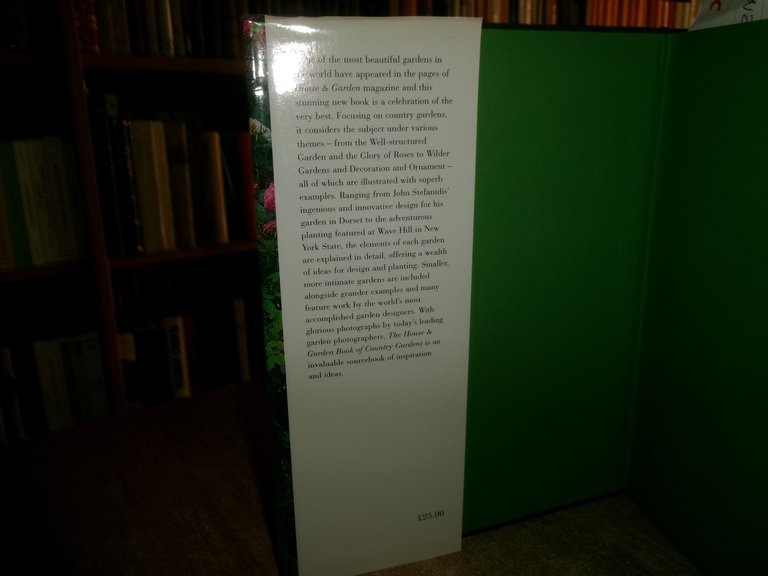 of the most beautiful gardens in
world have appeared in the pages of
House & Garden magazine and this
stunning new book is a celebration of the
very best. Focusing on country gardens,
it considers the subject under various
themes – from the Well-structured
Garden and the Glory of Roses to Wilder
Gardens and Decoration and Ornament –
all of which are illustrated with superb
examples. Ranging from John Stefanidis'
ingenious and innovative design for his
garden in Dorset to the adventurous
planting featured at Wave Hill in New
York State, the elements of each garden
are explained in detail, offering a wealth
of ideas for design and planting. Smaller,
more intimate gardens are included
alongside grander examples and many
feature work by the world's most
accomplished garden designers. With
glorious photographs by today's leading
garden photographers, The House &
Garden Book of Country Gardens is an
invaluable sourcebook of inspiration
and ideas.
£25.00